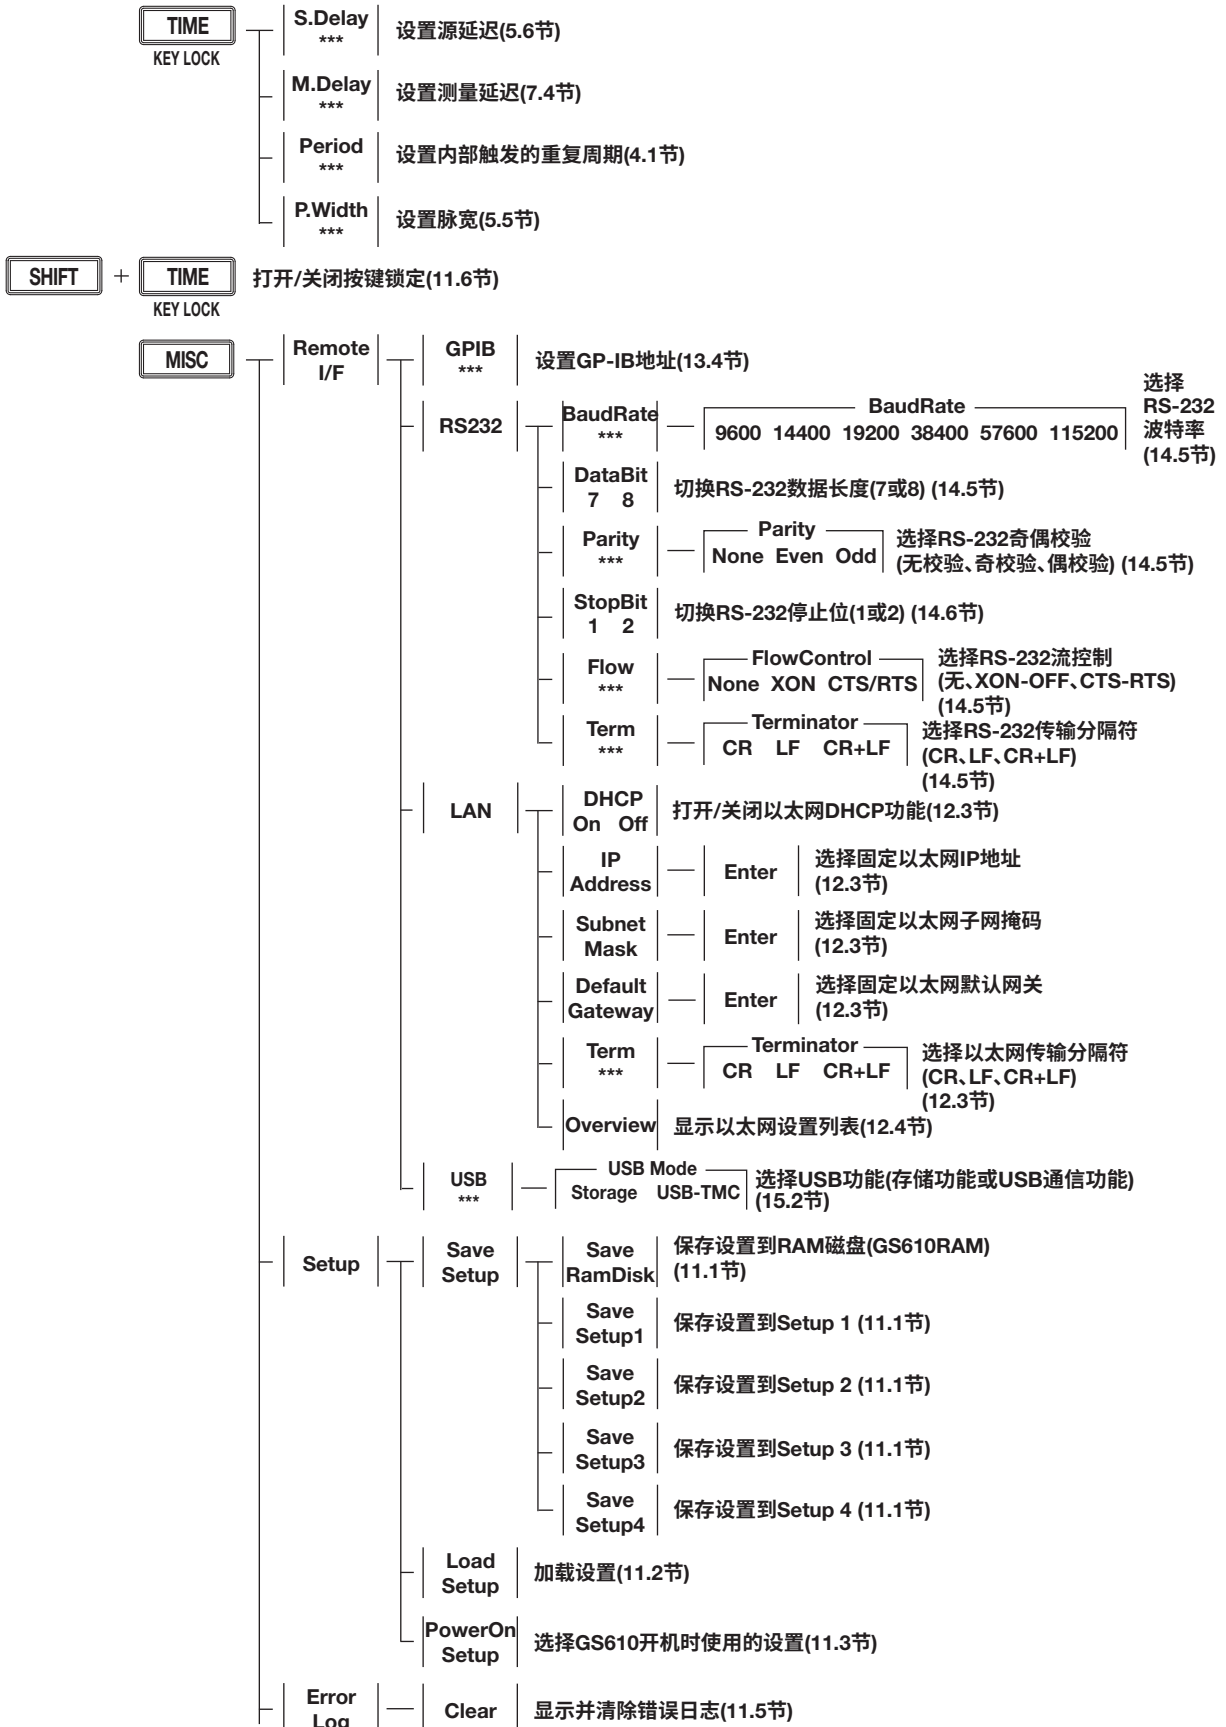 TIME
KEY LOCK
S.Delay
***
设置源延迟(5.6节)
M.Delay
***
设置测量延迟(7.4节)
Period
***
设置内部触发的重复周期(4.1节)
P.Width
***
设置脉宽(5.5节)
SHIFT + TIME 打开/关闭按键锁定(11.6节)
KEY LOCK
MISC
Remote
I/F
GPIB
***
设置GP-IB地址(13.4节)
RS232
BaudRate
***
BaudRate
9600 14400 19200 38400 57600 115200
选择
RS-232
波特率
(14.5节)
DataBit
7 8
切换RS-232数据长度(7或8) (14.5节)
Parity
***
Parity
None Even Odd
选择RS-232奇偶校验
(无校验、奇校验、偶校验) (14.5节)
StopBit
1 2
切换RS-232停止位(1或2) (14.6节)
Flow
***
FlowControl
None XON CTS/RTS
选择RS-232流控制
(无、XON-OFF、CTS-RTS)
(14.5节)
Term
***
Terminator
CR LF CR+LF
选择RS-232传输分隔符
(CR、LF、CR+LF)
(14.5节)
LAN
DHCP
On Off
打开/关闭以太网DHCP功能(12.3节)
IP
Address
Enter
选择固定以太网IP地址
(12.3节)
Subnet
Mask
Enter
选择固定以太网子网掩码
(12.3节)
Default
Gateway
Enter
选择固定以太网默认网关
(12.3节)
Term
***
Terminator
CR LF CR+LF
选择以太网传输分隔符
(CR、LF、CR+LF)
(12.3节)
Overview
显示以太网设置列表(12.4节)
USB
***
USB Mode
Storage USB-TMC
选择USB功能(存储功能或USB通信功能)
(15.2节)
Setup
Save
Setup
Save
RamDisk
保存设置到RAM磁盘(GS610RAM)
(11.1节)
Save
Setup1
保存设置到Setup 1 (11.1节)
Save
Setup2
保存设置到Setup 2 (11.1节)
Save
Setup3
保存设置到Setup 3 (11.1节)
Save
Setup4
保存设置到Setup 4 (11.1节)
Load
Setup
加载设置(11.2节)
PowerOn
Setup
选择GS610开机时使用的设置(11.3节)
Error
Log
Clear
显示并清除错误日志(11.5节)